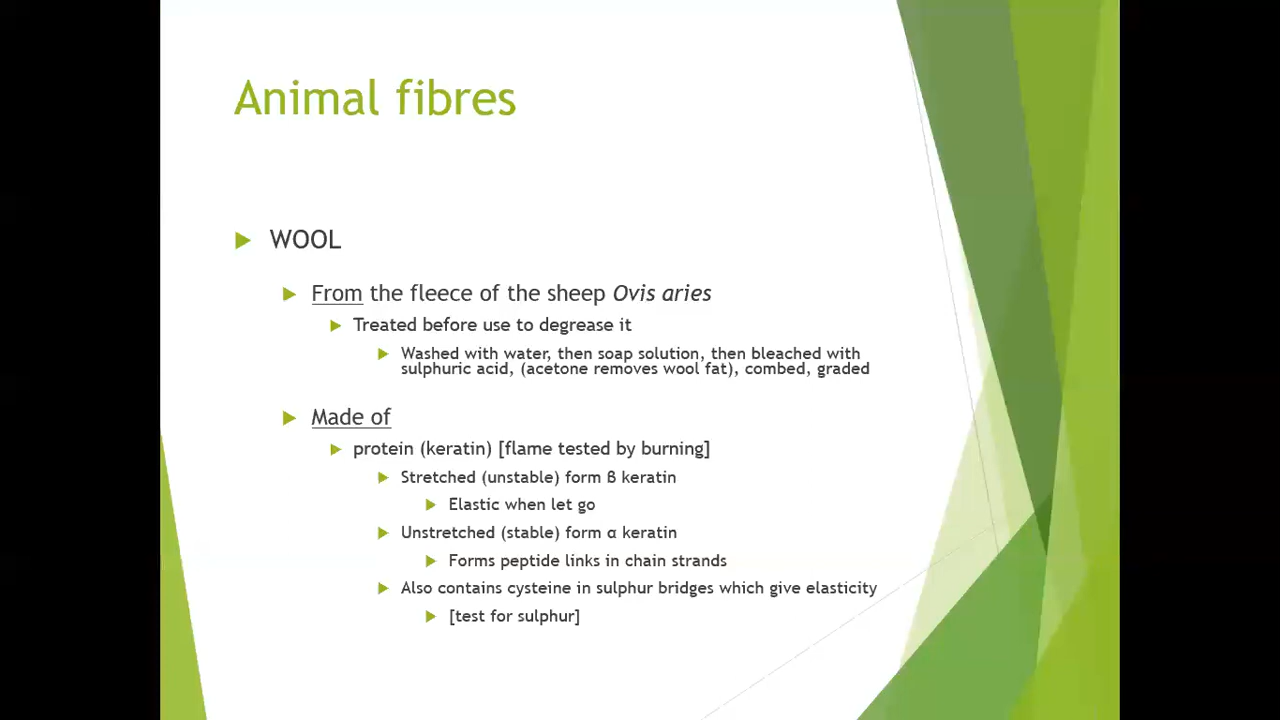 Animal fibres
WOOL
From the fleece of the sheep Ovis aries
Treated before use to degrease it
Washed with water, then soap solution, then bleached with
sulphuric acid, (acetone removes wool fat), combed, graded
Made of
protein (keratin) [flame tested by burning]
Stretched (unstable) form β keratin
Elastic when let go
Unstretched (stable) form α keratin
Forms peptide links in chain strands
Also contains cysteine in sulphur bridges which give elasticity
[test for sulphur]